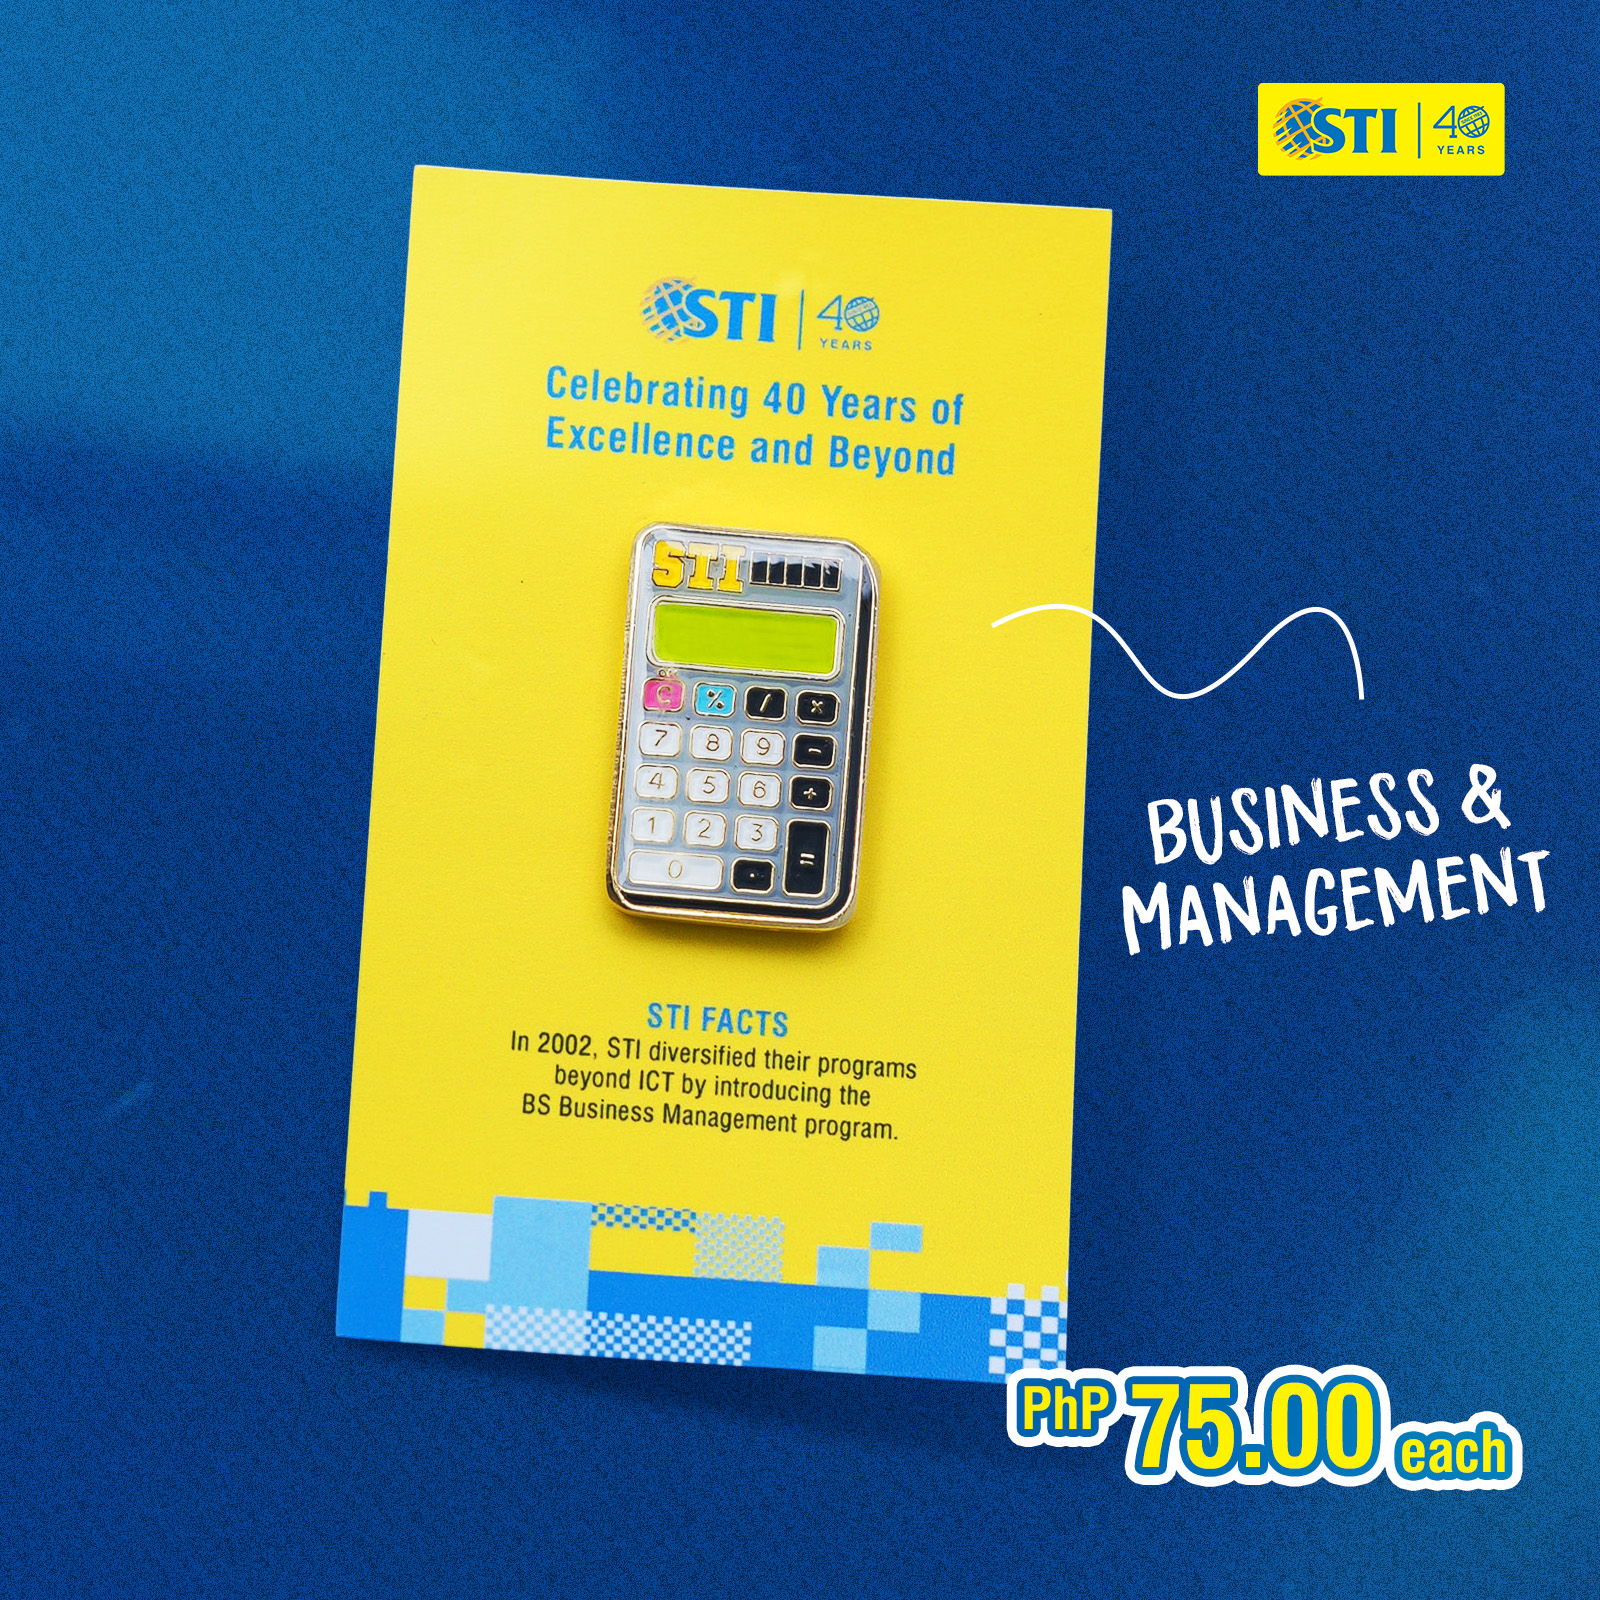 STI | 40
YEARS
STI | 40
YEARS
Celebrating 40 Years of
Excellence and Beyond
STI
C % / ×
7 8 9 -
4 5 6 +
1 2 3 =
0 .
BUSINESS &
MANAGEMENT
STI FACTS
In 2002, STI diversified their programs
beyond ICT by introducing the
BS Business Management program.
PhP 75.00 each